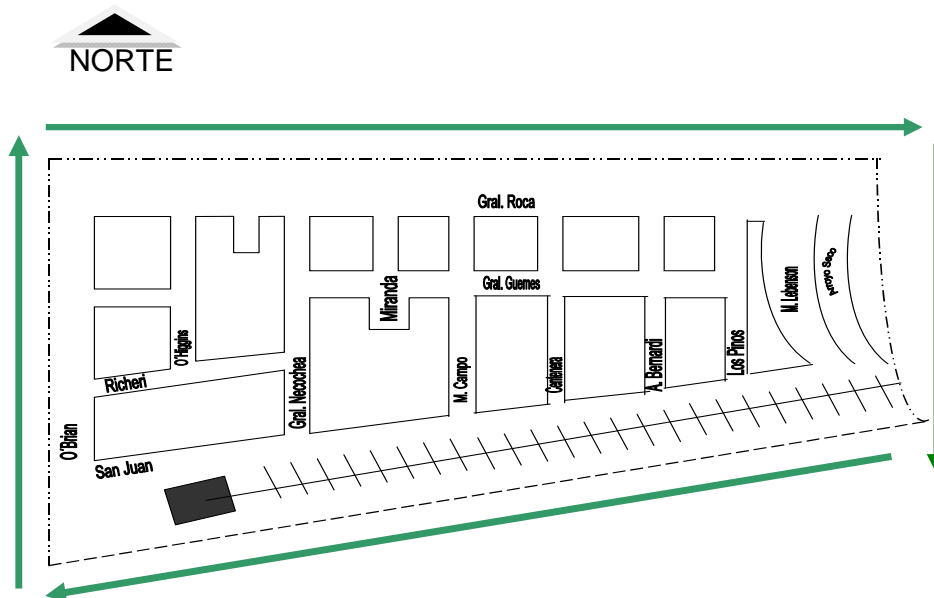 NORTE
Gral. Roca
Gral. Guemes
Miranda
M. Lebenson
Arroyo Seco
O'Higgins
Richeri
Gral. Necochea
M. Campo
Centenea
A. Bernardi
Los Pinos
O'Brian
San Juan